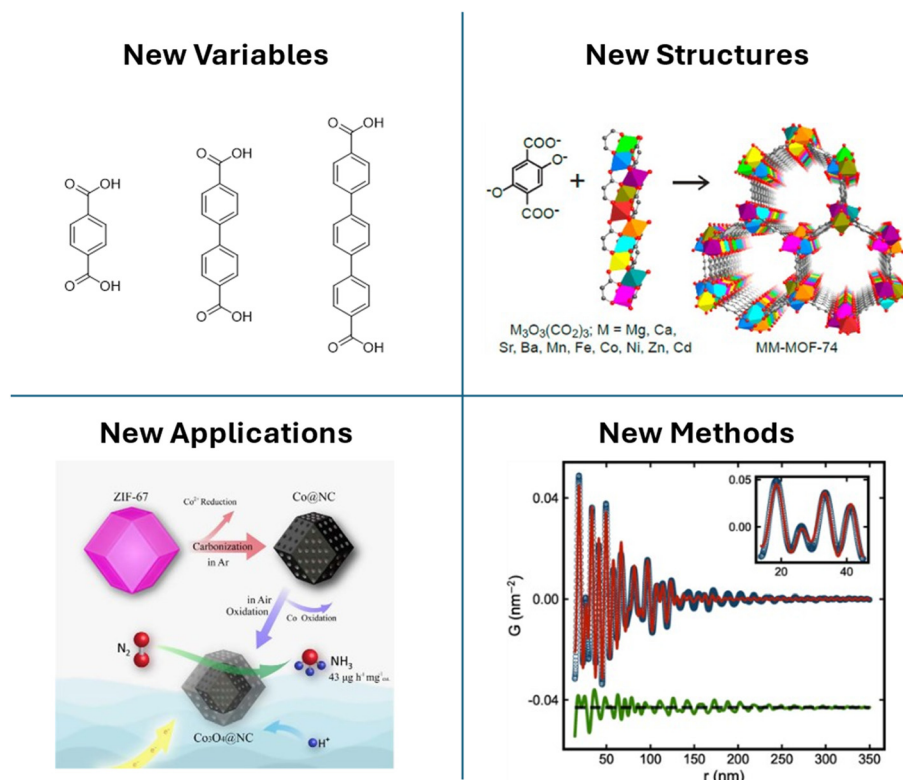 New Variables
O
OH
O
OH
O
OH
O
OH
O
OH
O
OH
New Structures
COO⁻
O⁻
⁻O
COO⁻
+
M₃O₃(CO₂)₃; M = Mg, Ca,
Sr, Ba, Mn, Fe, Co, Ni, Zn, Cd
MM-MOF-74
New Applications
ZIF-67
Co²⁺ Reduction
Co@NC
Carbonization
in Ar
in Air
Oxidation
Co Oxidation
N₂
NH₃
43 µg h⁻¹ mg⁻¹cat.
Co₃O₄@NC
H⁺
New Methods
G (nm⁻²)
0.04
0.00
-0.04
0.05
0.00
20 40
50 100 150 200 250 300 350
r (nm)